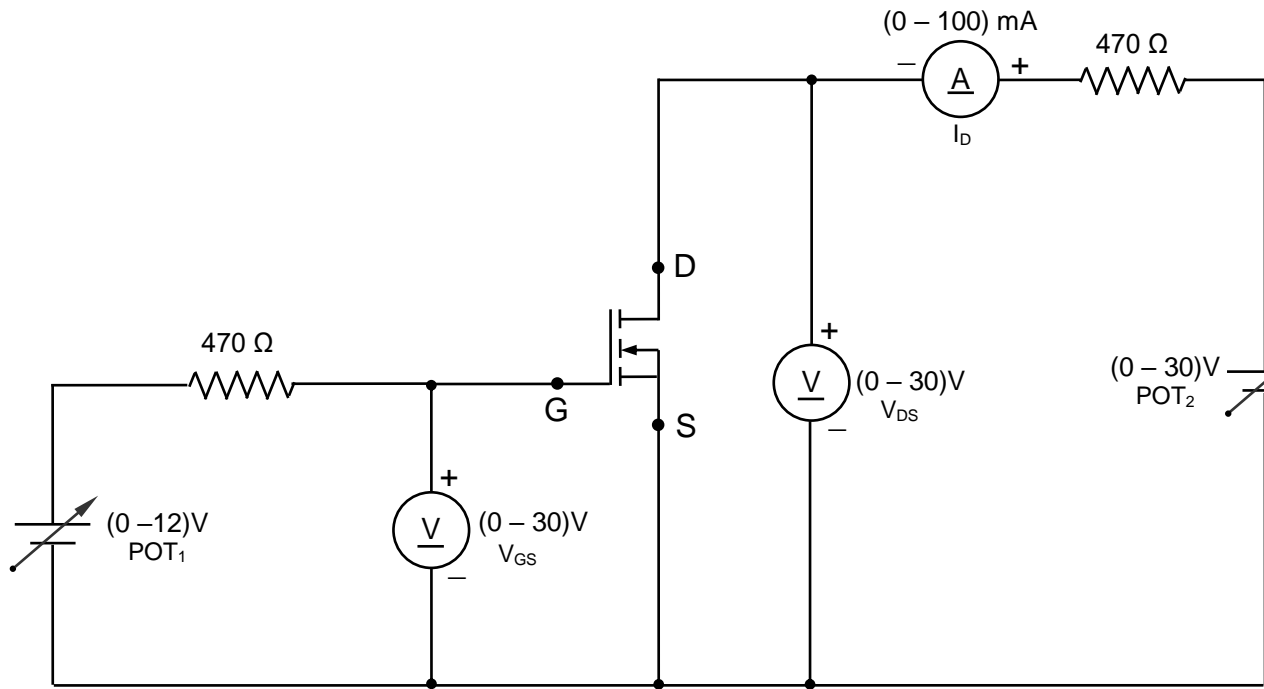 (0 – 100) mA
470 Ω
– A +
I_D
D
470 Ω
G
S
+
V
–
(0 – 30)V
V_DS
(0 – 30)V
POT₂
(0 –12)V
POT₁
+
V
–
(0 – 30)V
V_GS